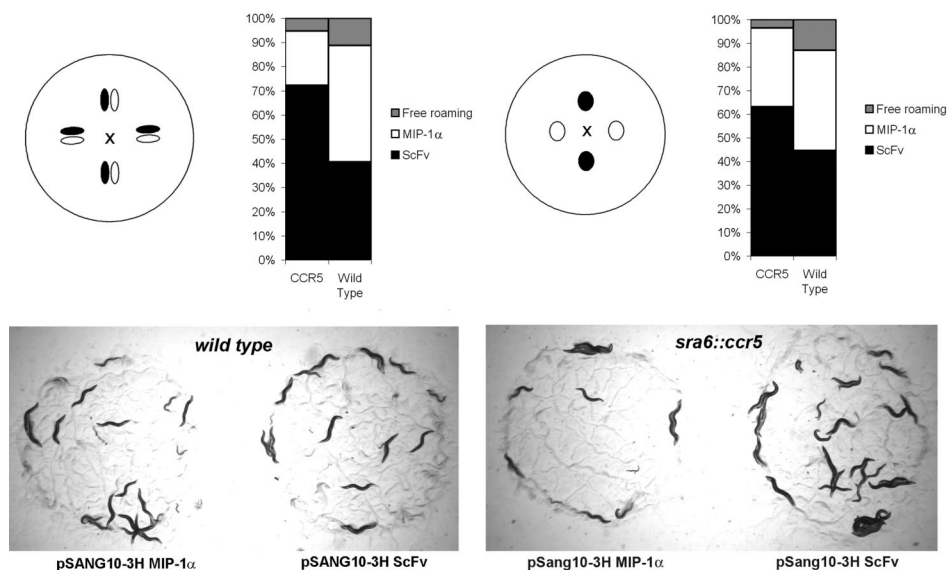 100%
90%
80%
70%
60%
50%
40%
30%
20%
10%
0%
CCR5
Wild
Type
Free roaming
MIP-1α
ScFv
X
100%
90%
80%
70%
60%
50%
40%
30%
20%
10%
0%
CCR5
Wild
Type
Free roaming
MIP-1α
ScFv
X
wild type
pSANG10-3H MIP-1α
pSANG10-3H ScFv
sra6::ccr5
pSang10-3H MIP-1α
pSang10-3H ScFv